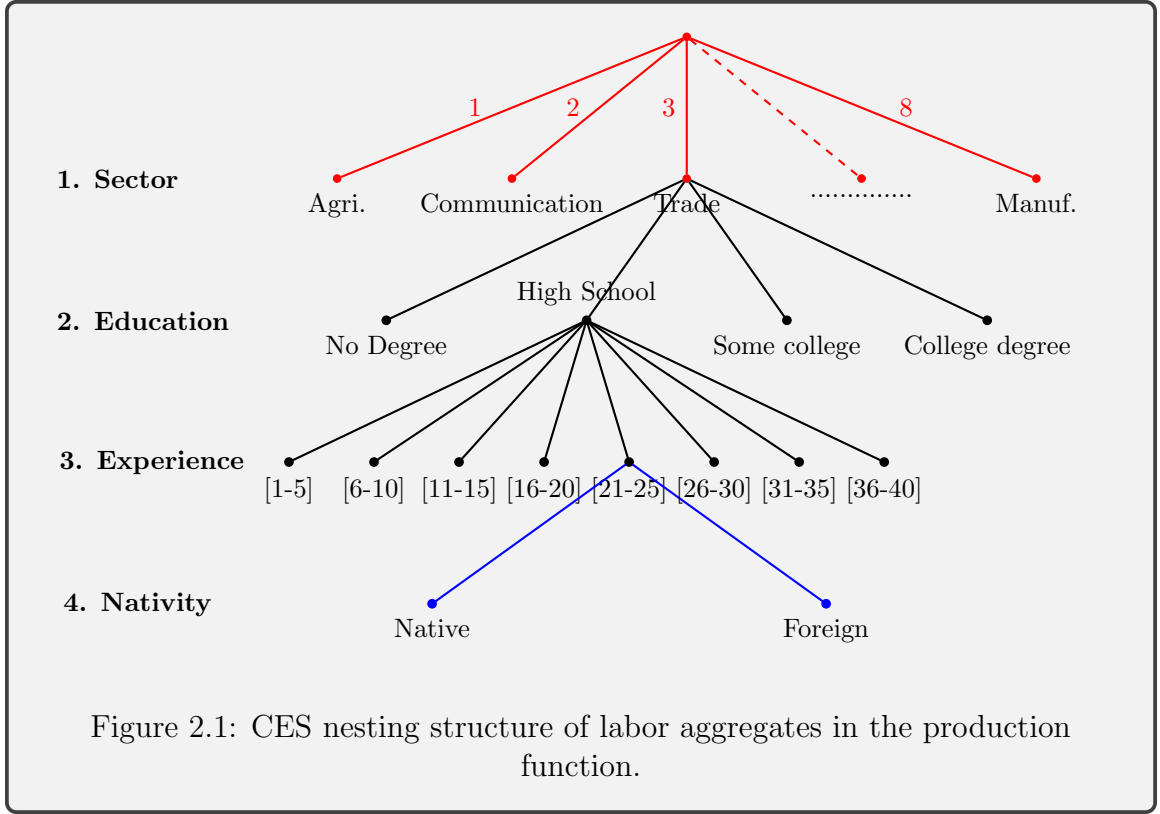 1 2 3 8
1. Sector
Agri. Communication Trade .............. Manuf.
High School
2. Education
No Degree Some college College degree
3. Experience
[1-5] [6-10] [11-15] [16-20] [21-25] [26-30] [31-35] [36-40]
4. Nativity
Native Foreign
Figure 2.1: CES nesting structure of labor aggregates in the production
function.